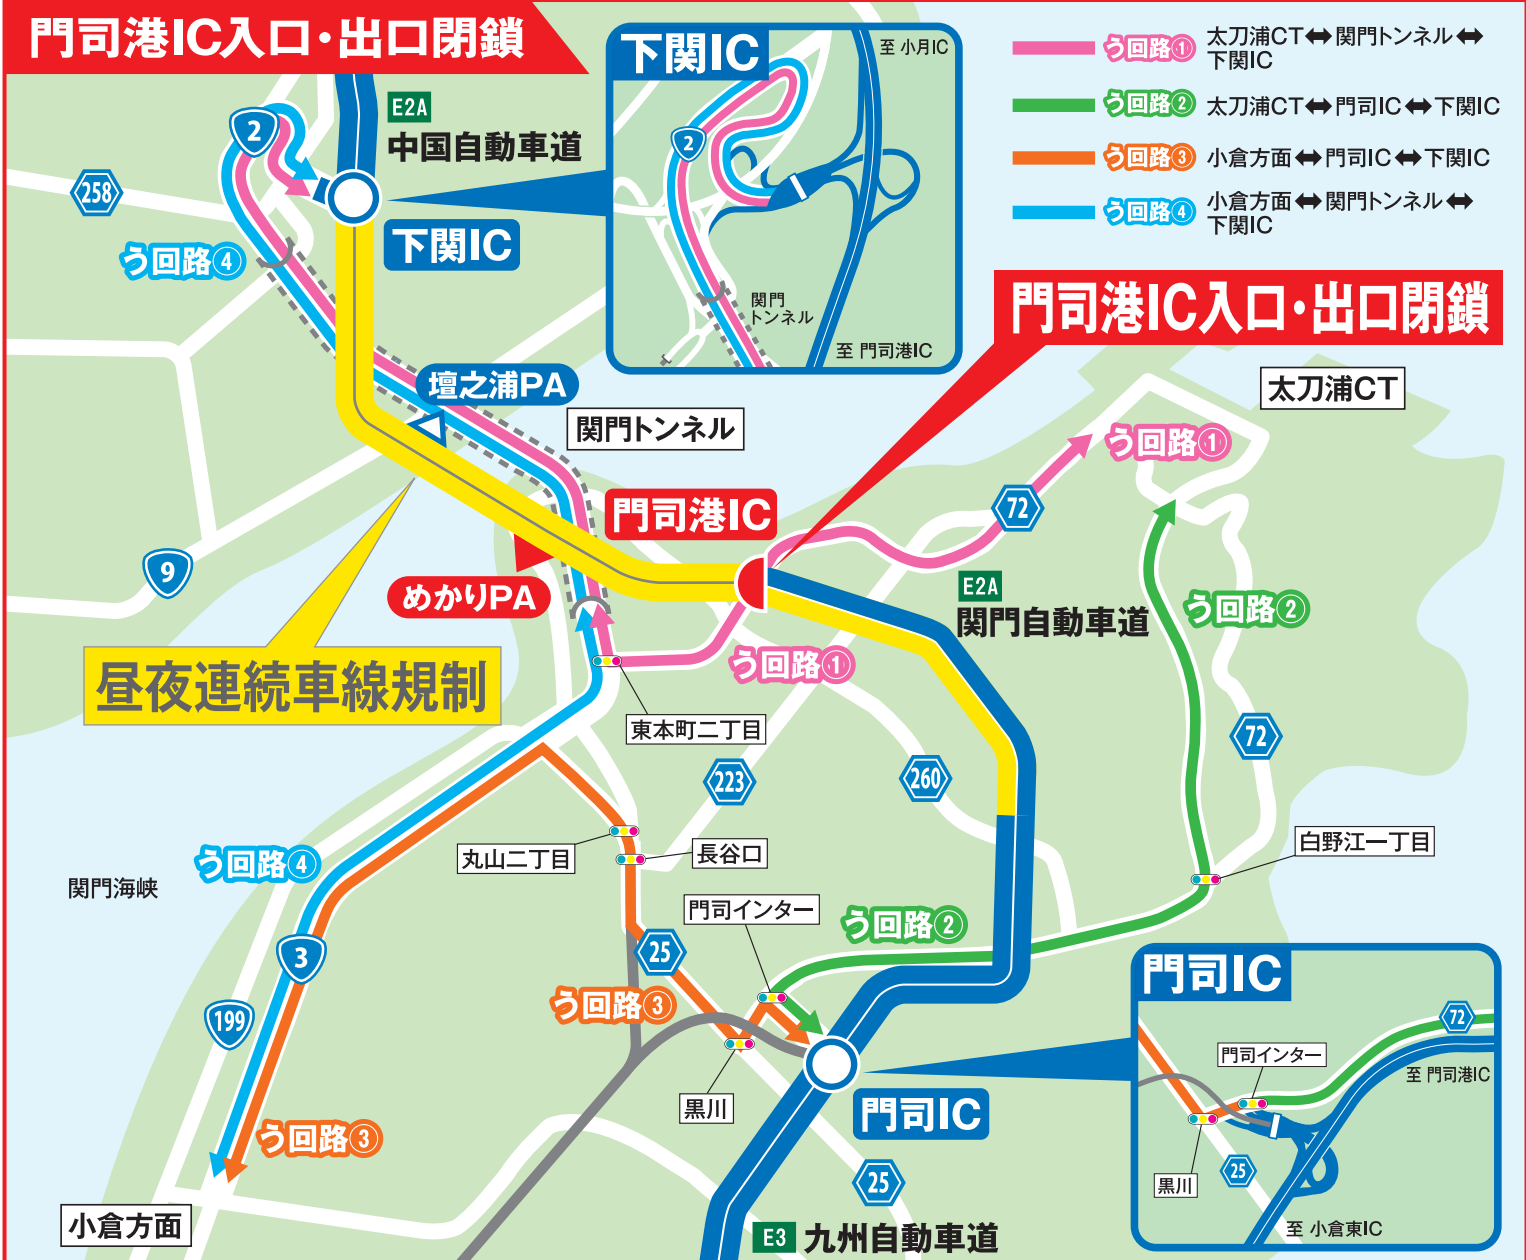 門司港IC入口・出口閉鎖
下関IC
至 小月IC
2
関門
トンネル
至 門司港IC
う回路① 太刀浦CT⬌関門トンネル⬌
下関IC
う回路② 太刀浦CT⬌門司IC⬌下関IC
う回路③ 小倉方面⬌門司IC⬌下関IC
う回路④ 小倉方面⬌関門トンネル⬌
下関IC
E2A
中国自動車道
2
258
下関IC
う回路④
門司港IC入口・出口閉鎖
太刀浦CT
壇之浦PA
関門トンネル
う回路①
門司港IC
72
9
めかりPA
E2A
関門自動車道
う回路②
昼夜連続車線規制
う回路①
東本町二丁目
72
223
260
丸山二丁目
長谷口
白野江一丁目
う回路④
関門海峡
門司インター
う回路②
3
25
う回路③
199
黒川
門司IC
う回路③
25
小倉方面
E3 九州自動車道
門司IC
72
門司インター
至 門司港IC
黒川
25
至 小倉東IC